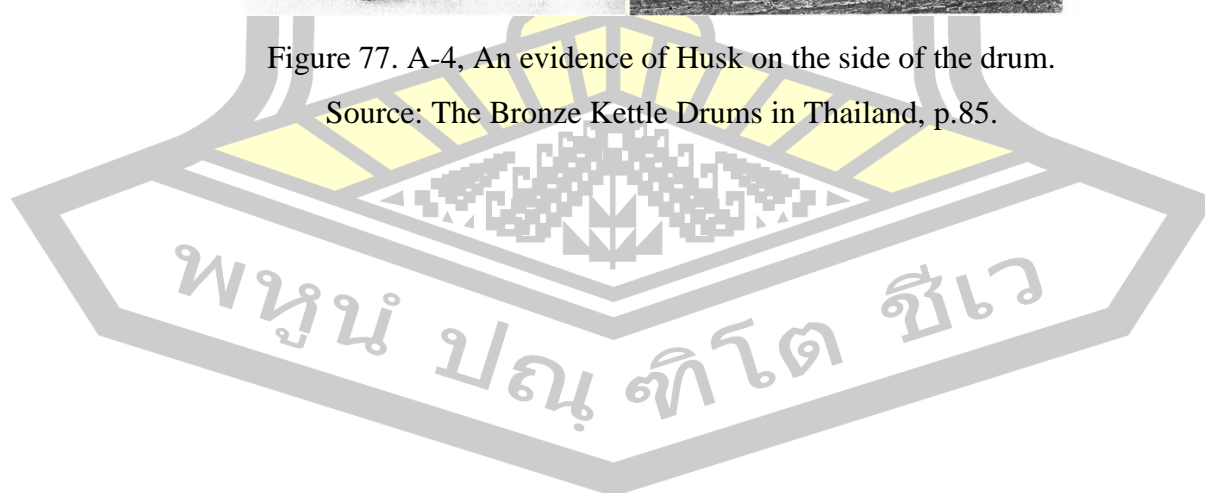 Figure 77. A-4, An evidence of Husk on the side of the drum.
Source: The Bronze Kettle Drums in Thailand, p.85.
พหูนํ ปณฺฑิโต ชีเว